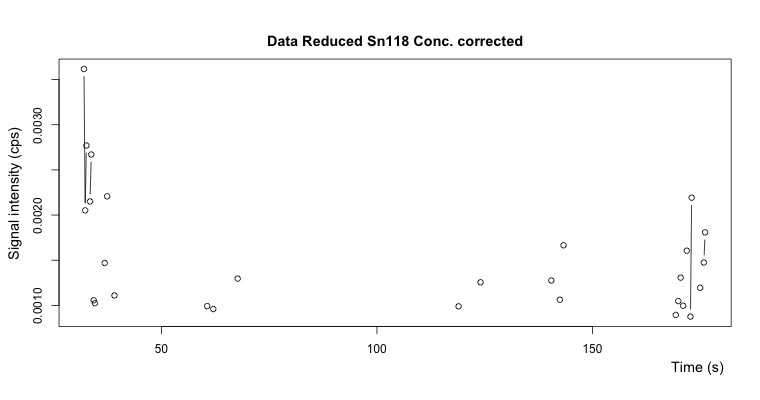 Data Reduced Sn118 Conc. corrected
Signal intensity (cps)
0.0030
0.0020
0.0010
50
100
150
Time (s)